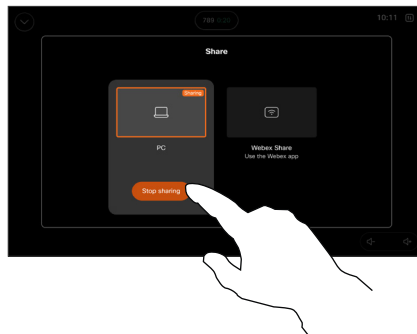 10:11
Share
Sharing
PC
Webex Share
Use the Webex app
Stop sharing